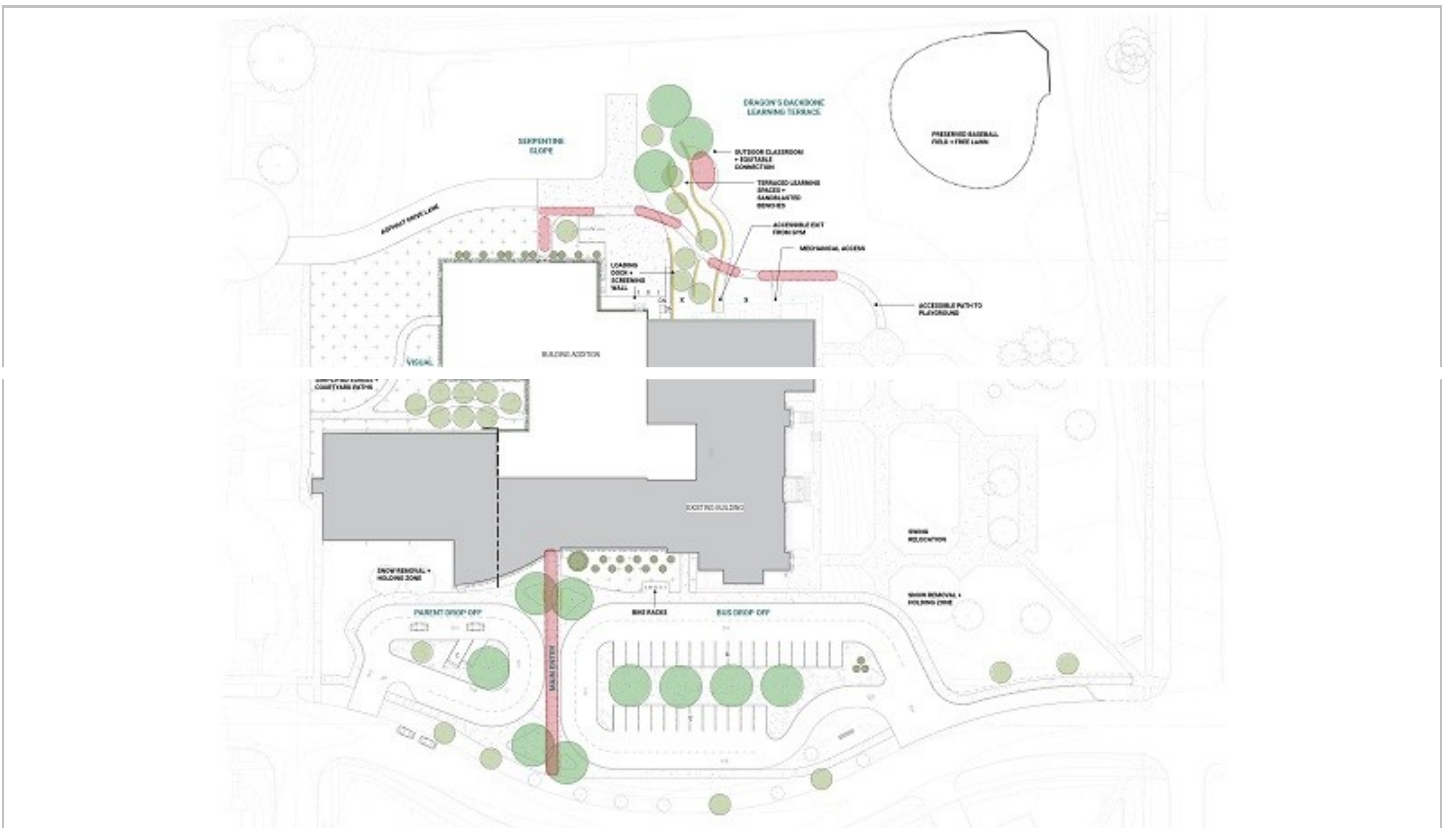 DRAGON'S BACKBONE
LEARNING TERRACE
SERPENTINE
SLOPE
PRESERVED BASEBALL
FIELD + FREE LAWN
OUTDOOR CLASSROOM
+ EQUITABLE
CONNECTION
TERRACED LEARNING
SPACES +
SANDBLASTED
BENCHES
ASPHALT DRIVE LANE
ACCESSIBLE EXIT
FROM GYM
MECHANICAL ACCESS
LOADING
DOCK +
SCREENING
WALL
ACCESSIBLE PATH TO
PLAYGROUND
BUILDING ADDITION
VISUAL
COURTYARD PATHS
EXISTING BUILDING
SWING
RELOCATION
SNOW REMOVAL +
HOLDING ZONE
SNOW REMOVAL +
HOLDING ZONE
PARENT DROP OFF
BIKE RACKS
BUS DROP OFF
MAIN ENTRY